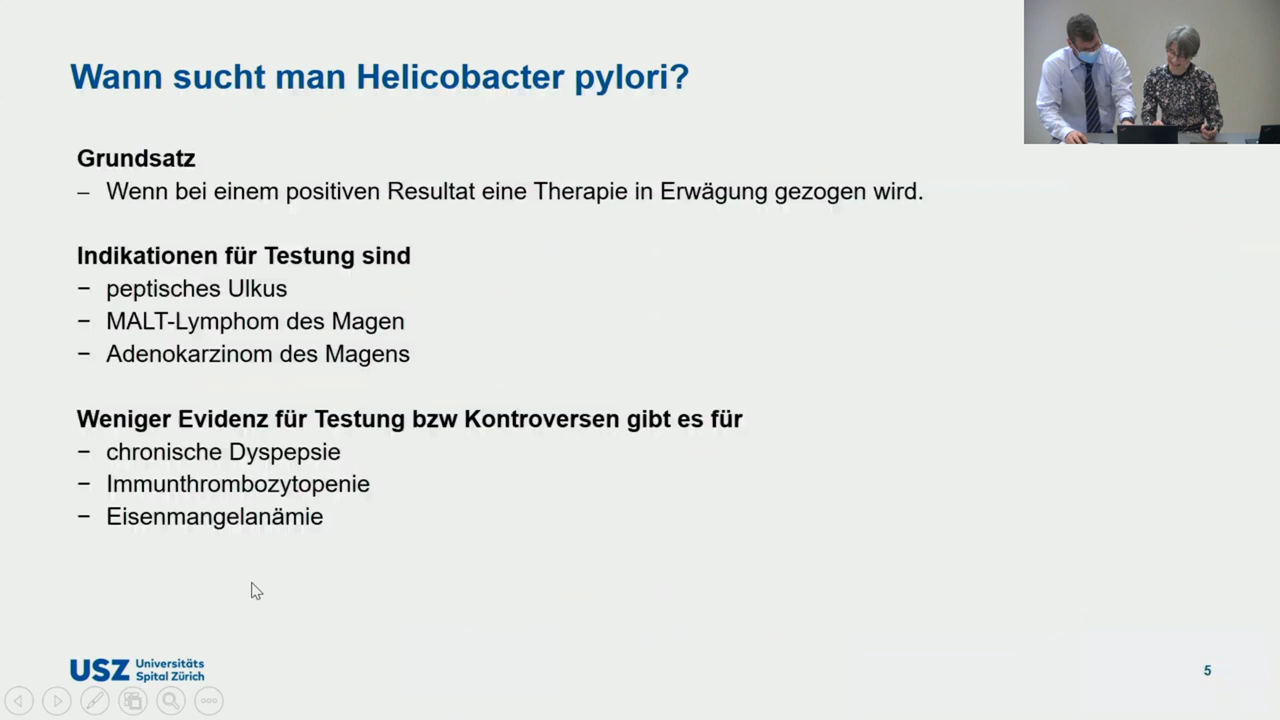 Wann sucht man Helicobacter pylori?
Grundsatz
– Wenn bei einem positiven Resultat eine Therapie in Erwägung gezogen wird.
Indikationen für Testung sind
− peptisches Ulkus
− MALT-Lymphom des Magen
− Adenokarzinom des Magens
Weniger Evidenz für Testung bzw Kontroversen gibt es für
− chronische Dyspepsie
− Immunthrombozytopenie
− Eisenmangelanämie
USZ Universitäts
Spital Zürich
5